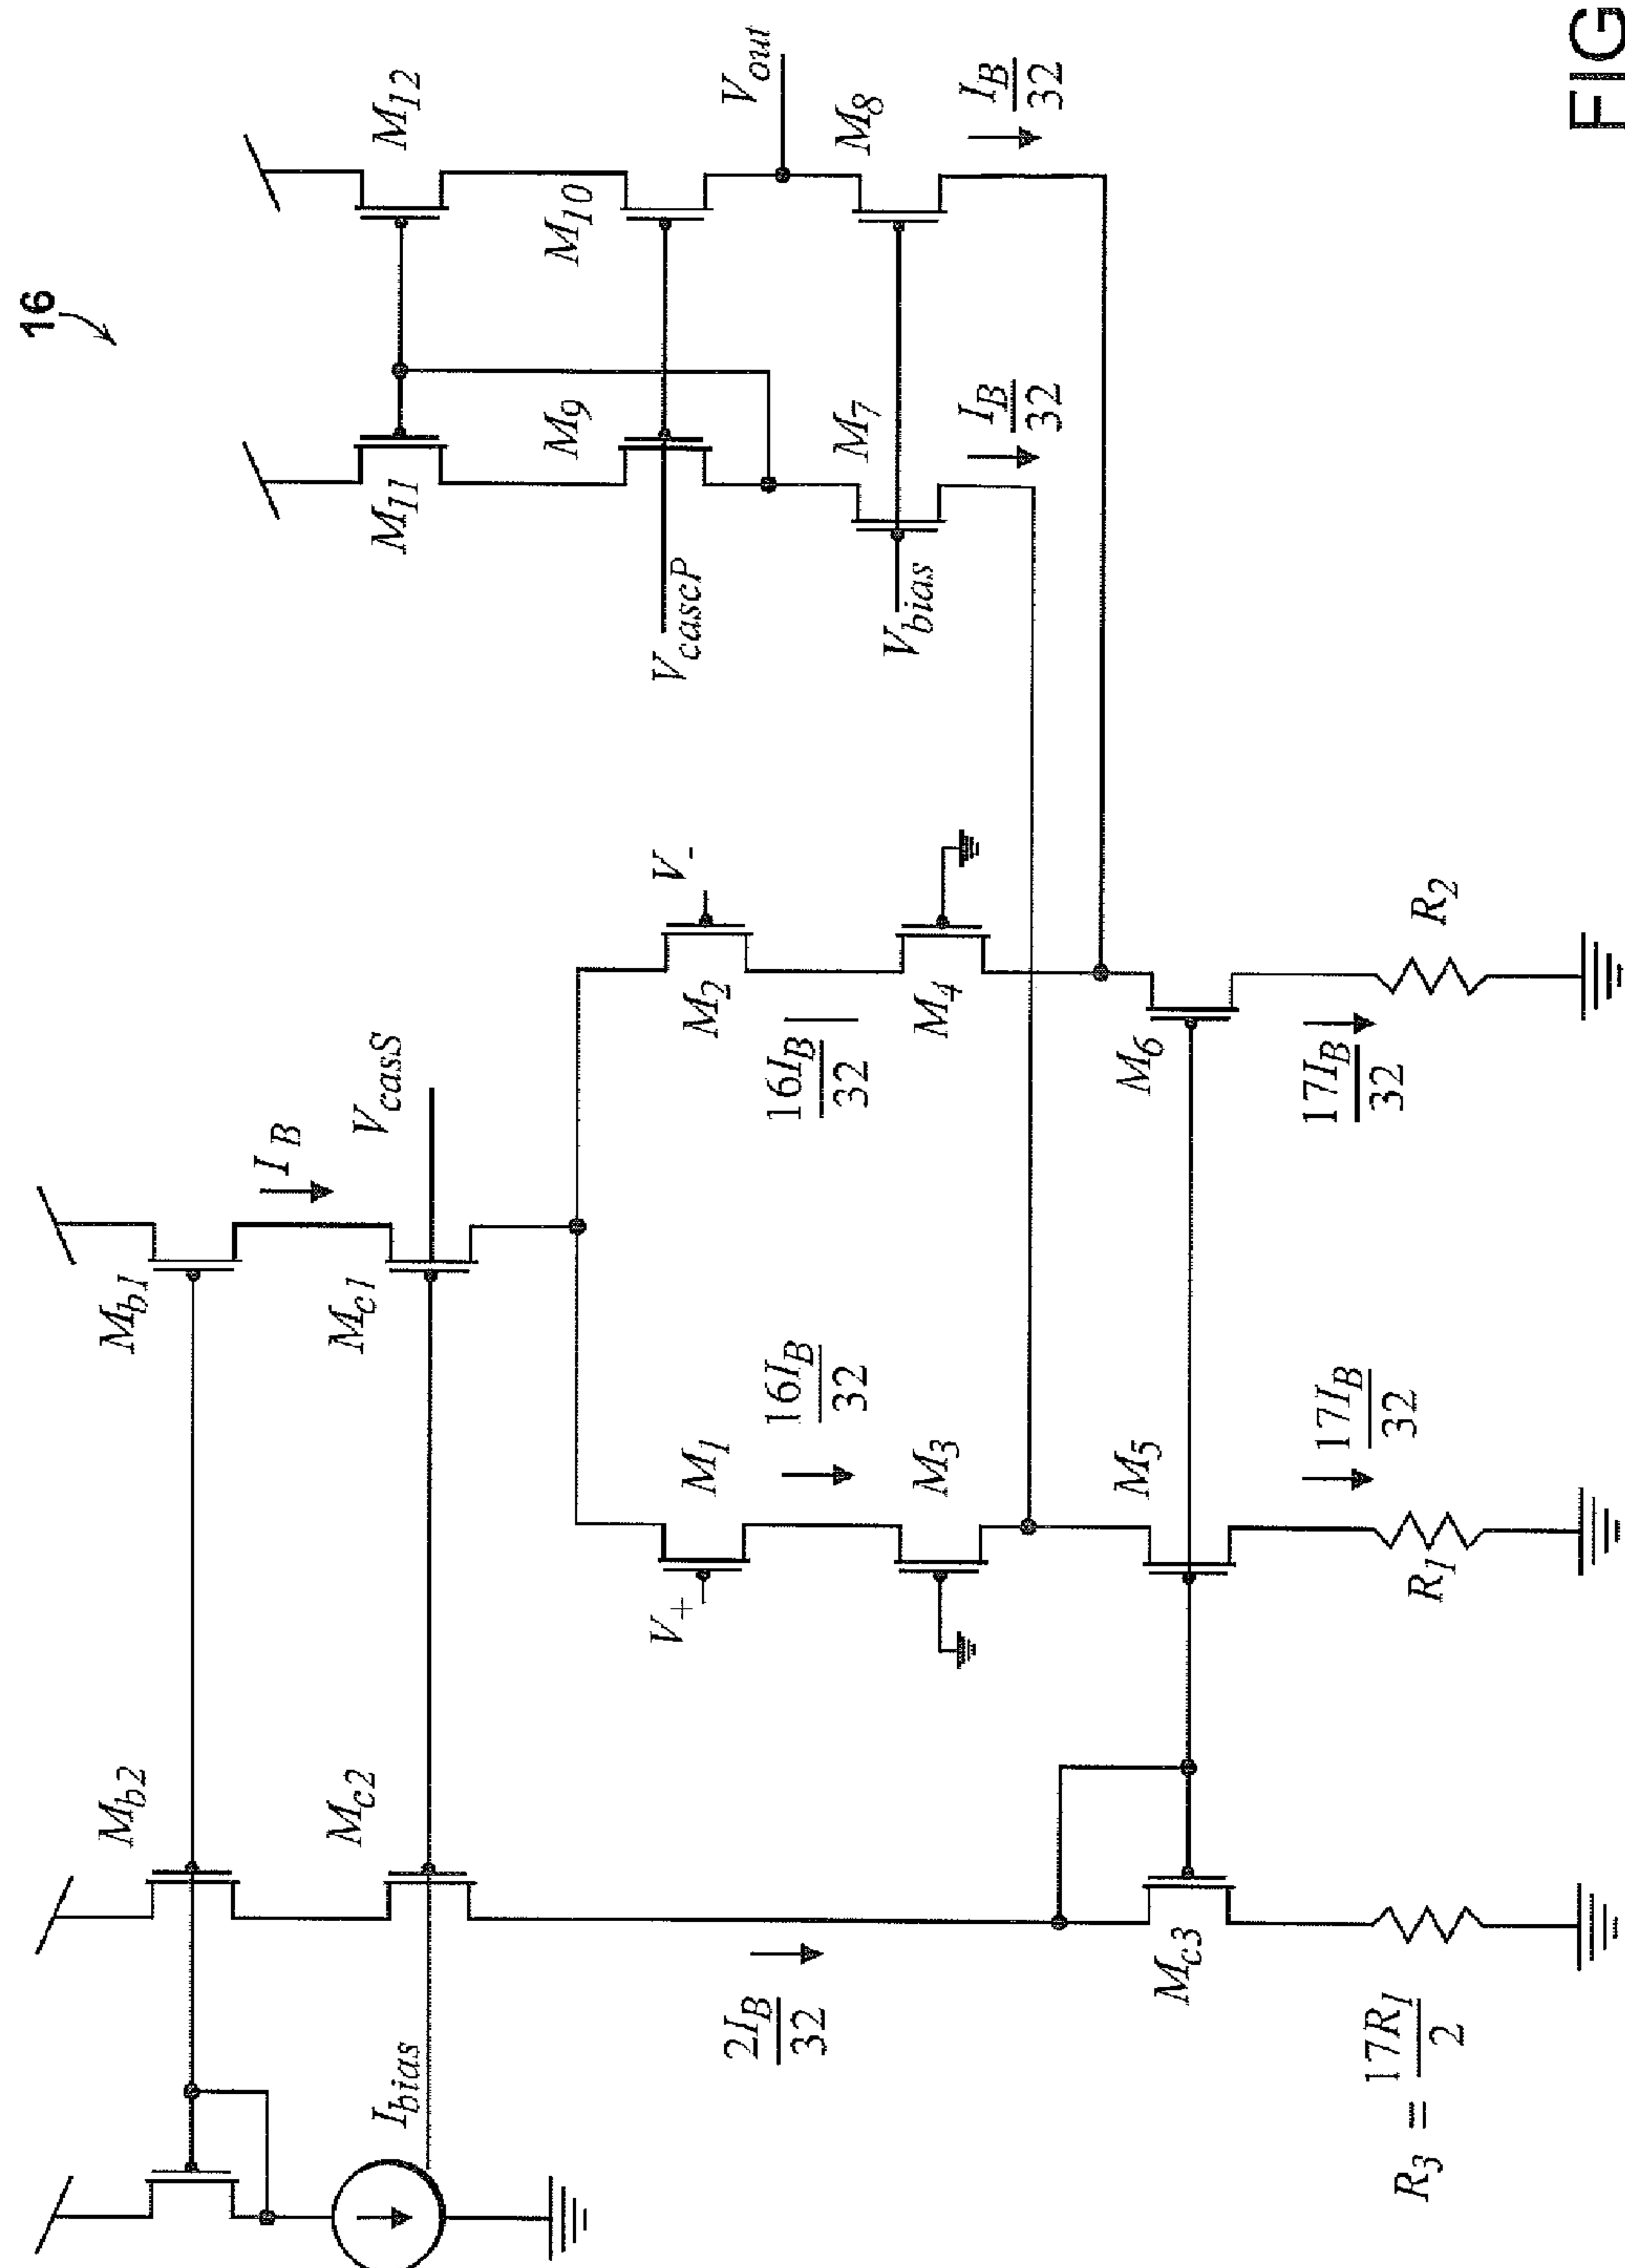 16
M12
M11
M10
M9
VcascP
Vout
M8
M7
Vbias
IB
32
IB
32
Mb2
Mb1
IB
Mc2
Mc1
VcasS
Ibias
M1
V+
M2
V-
16IB
32
16IB
32
M3
M4
2IB
32
Mc3
M5
M6
17IB
32
17IB
32
R3 = 17R1
2
R1
R2
FIG